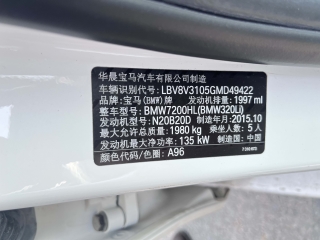 华晨宝马汽车有限公司制造
车辆识别代号: LBV8V3105GMD49422
品牌: 宝马(BMW)牌 发动机排量: 1997 ml
整车型号: BMW7200HL(BMW320Li)
发动机型号: N20B20D 制造年月: 2015.10
最大允许总质量: 1980 kg 乘坐人数: 5 人
发动机最大净功率: 135 kW 制造国: 中国
颜色代码/色圈: A96